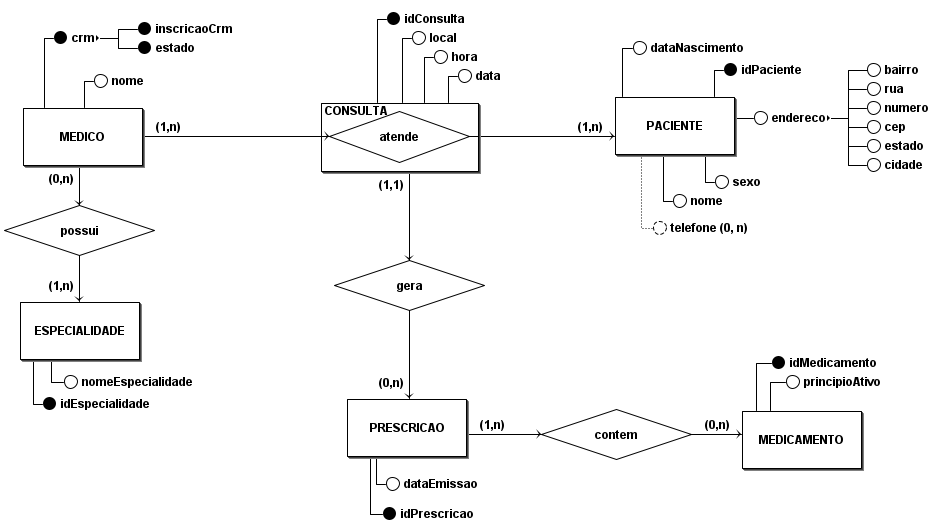 idConsulta
inscricaoCrm
crm
local
estado
dataNascimento
hora
idPaciente
bairro
data
nome
rua
CONSULTA
numero
endereco
MEDICO
(1,n)
atende
(1,n)
PACIENTE
cep
estado
cidade
(0,n)
(1,1)
sexo
nome
possui
telefone (0, n)
(1,n)
gera
ESPECIALIDADE
idMedicamento
nomeEspecialidade
(0,n)
principioAtivo
idEspecialidade
PRESCRICAO
(1,n)
contem
(0,n)
MEDICAMENTO
dataEmissao
idPrescricao